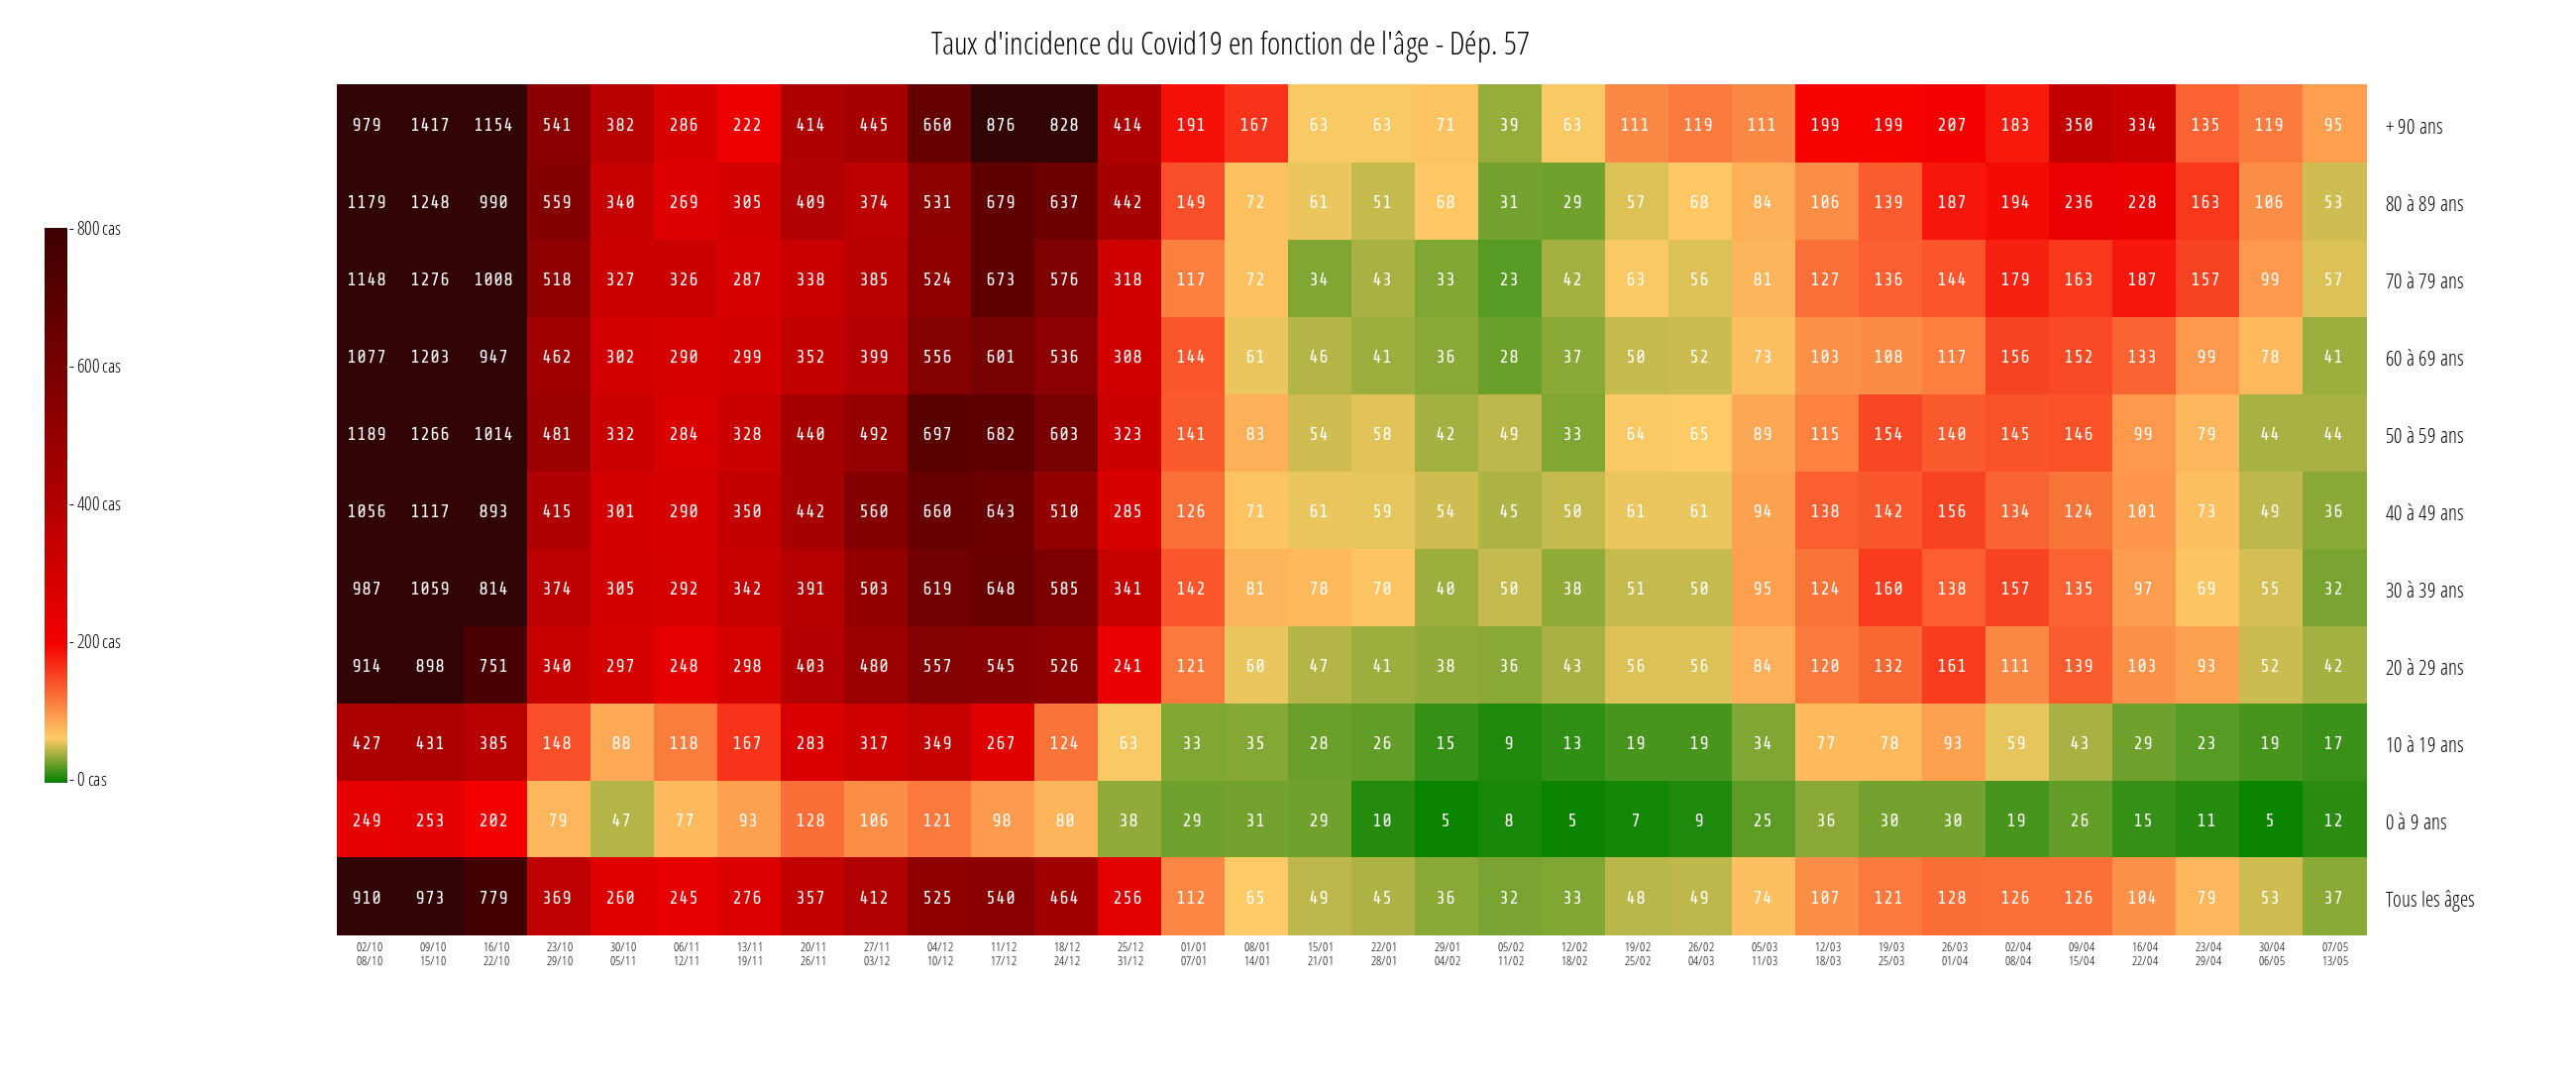 Taux d'incidence du Covid19 en fonction de l'âge - Dép. 57
979 1417 1154 541 382 286 222 414 445 660 876 828 414 191 167 63 63 71 39 63 111 119 111 199 199 207 183 350 334 135 119 95 + 90 ans
1179 1248 990 559 340 269 305 409 374 531 679 637 442 149 72 61 51 68 31 29 57 68 84 106 139 187 194 236 228 163 106 53 80 à 89 ans
1148 1276 1008 518 327 326 287 338 385 524 673 576 318 117 72 34 43 33 23 42 63 56 81 127 136 144 179 163 187 157 99 57 70 à 79 ans
1077 1203 947 462 302 290 299 352 399 556 601 536 308 144 61 46 41 36 28 37 50 52 73 103 108 117 156 152 133 99 78 41 60 à 69 ans
1189 1266 1014 481 332 284 328 440 492 697 682 603 323 141 83 54 58 42 49 33 64 65 89 115 154 140 145 146 99 79 44 44 50 à 59 ans
1056 1117 893 415 301 290 350 442 560 660 643 510 285 126 71 61 59 54 45 50 61 61 94 138 142 156 134 124 101 73 49 36 40 à 49 ans
987 1059 814 374 305 292 342 391 503 619 648 585 341 142 81 78 70 40 50 38 51 50 95 124 160 138 157 135 97 69 55 32 30 à 39 ans
914 898 751 340 297 248 298 403 480 557 545 526 241 121 60 47 41 38 36 43 56 56 84 120 132 161 111 139 103 93 52 42 20 à 29 ans
427 431 385 148 88 118 167 283 317 349 267 124 63 33 35 28 26 15 9 13 19 19 34 77 78 93 59 43 29 23 19 17 10 à 19 ans
249 253 202 79 47 77 93 128 106 121 98 80 38 29 31 29 10 5 8 5 7 9 25 36 30 30 19 26 15 11 5 12 0 à 9 ans
910 973 779 369 260 245 276 357 412 525 540 464 256 112 65 49 45 36 32 33 48 49 74 107 121 128 126 126 104 79 53 37 Tous les âges
02/10 09/10 16/10 23/10 30/10 06/11 13/11 20/11 27/11 04/12 11/12 18/12 25/12 01/01 08/01 15/01 22/01 29/01 05/02 12/02 19/02 26/02 05/03 12/03 19/03 26/03 02/04 09/04 16/04 23/04 30/04 07/05
08/10 15/10 22/10 29/10 05/11 12/11 19/11 26/11 03/12 10/12 17/12 24/12 31/12 07/01 14/01 21/01 28/01 04/02 11/02 18/02 25/02 04/03 11/03 18/03 25/03 01/04 08/04 15/04 22/04 29/04 06/05 13/05
- 800 cas
- 600 cas
- 400 cas
- 200 cas
- 0 cas